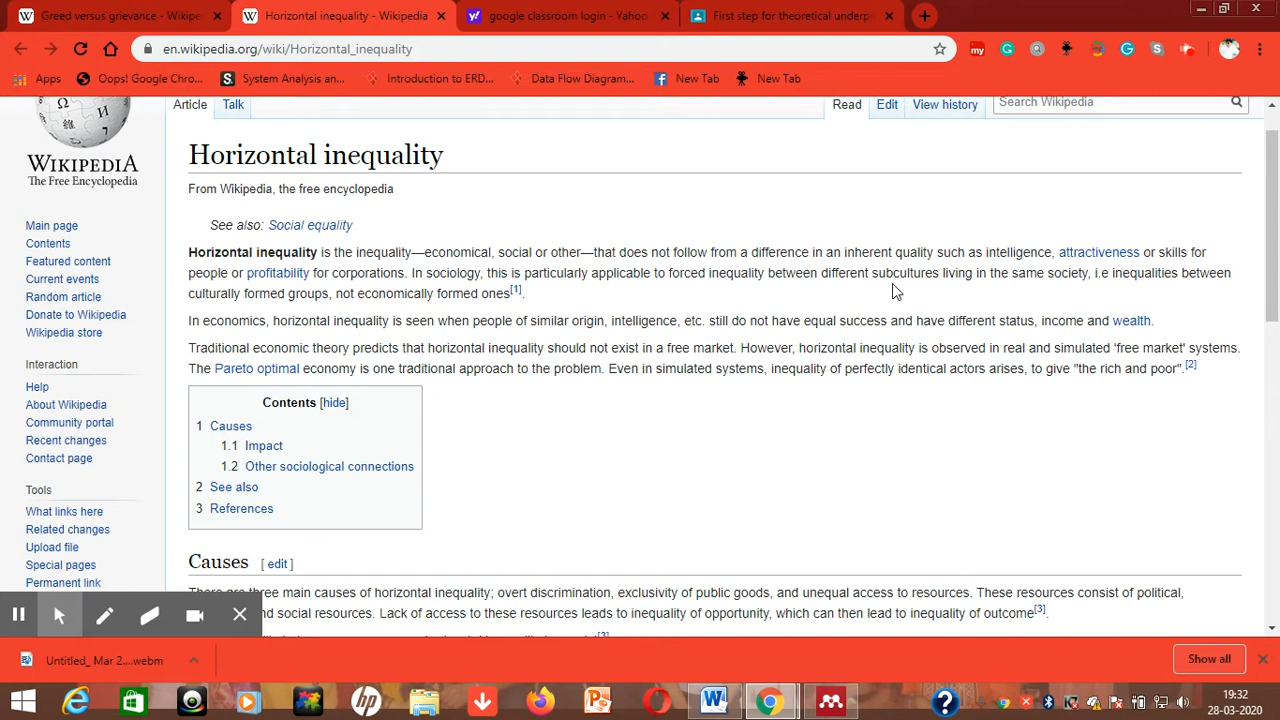 Greed versus grievance - Wikipe
Horizontal inequality - Wikipedia
google classroom login - Yahoo
First step for theoretical underp
en.wikipedia.org/wiki/Horizontal_inequality
my
Apps
Oops! Google Chro...
System Analysis an...
Introduction to ERD...
Data Flow Diagram...
New Tab
New Tab
Article
Talk
Read
Edit
View history
Search Wikipedia
WIKIPEDIA
The Free Encyclopedia
Main page
Contents
Featured content
Current events
Random article
Donate to Wikipedia
Wikipedia store
Interaction
Help
About Wikipedia
Community portal
Recent changes
Contact page
Tools
What links here
Related changes
Upload file
Special pages
Permanent link
Horizontal inequality
From Wikipedia, the free encyclopedia
See also: Social equality
Horizontal inequality is the inequality—economical, social or other—that does not follow from a difference in an inherent quality such as intelligence, attractiveness or skills for
people or profitability for corporations. In sociology, this is particularly applicable to forced inequality between different subcultures living in the same society, i.e inequalities between
culturally formed groups, not economically formed ones[1].
In economics, horizontal inequality is seen when people of similar origin, intelligence, etc. still do not have equal success and have different status, income and wealth.
Traditional economic theory predicts that horizontal inequality should not exist in a free market. However, horizontal inequality is observed in real and simulated 'free market' systems.
The Pareto optimal economy is one traditional approach to the problem. Even in simulated systems, inequality of perfectly identical actors arises, to give "the rich and poor".[2]
Contents [hide]
1 Causes
1.1 Impact
1.2 Other sociological connections
2 See also
3 References
Causes [ edit ]
There are three main causes of horizontal inequality; overt discrimination, exclusivity of public goods, and unequal access to resources. These resources consist of political,
and social resources. Lack of access to these resources leads to inequality of opportunity, which can then lead to inequality of outcome[3].
Untitled_ Mar 2....webm
Show all
19:32
28-03-2020